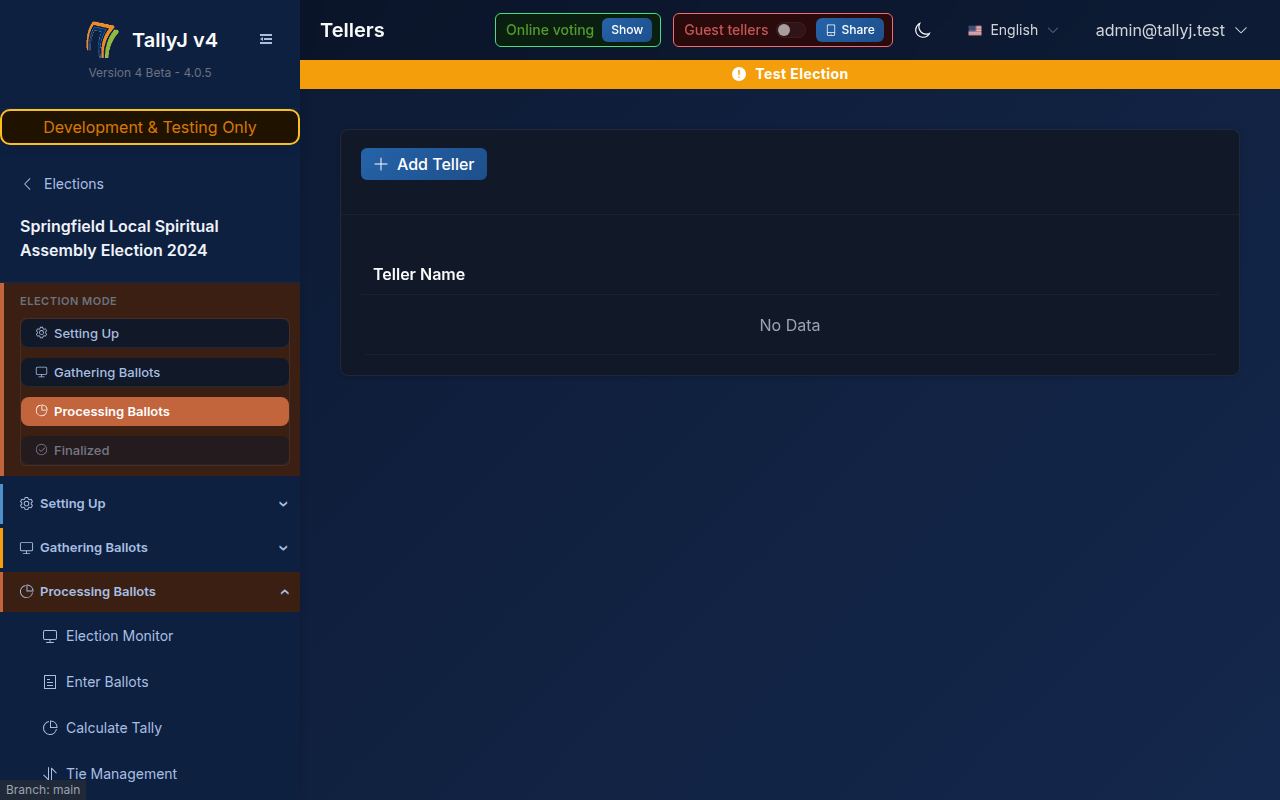 TallyJ v4
Version 4 Beta - 4.0.5
Development & Testing Only
Elections
Springfield Local Spiritual
Assembly Election 2024
ELECTION MODE
Setting Up
Gathering Ballots
Processing Ballots
Finalized
Setting Up
Gathering Ballots
Processing Ballots
Election Monitor
Enter Ballots
Calculate Tally
Tie Management
Branch: main
Tellers
Online voting Show
Guest tellers Share
English
admin@tallyj.test
Test Election
Add Teller
Teller Name
No Data